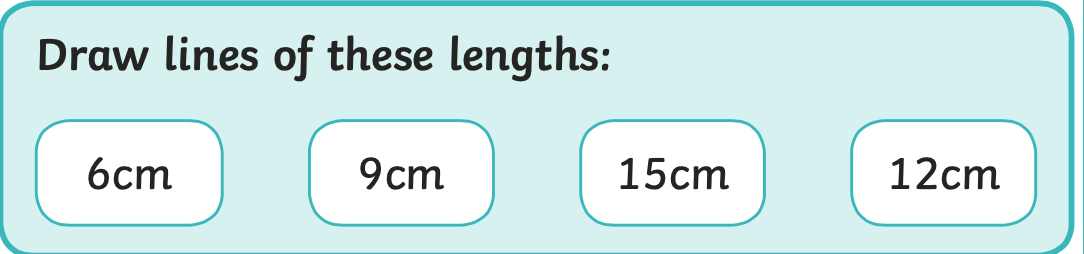 Draw lines of these lengths:
6cm 9cm 15cm 12cm